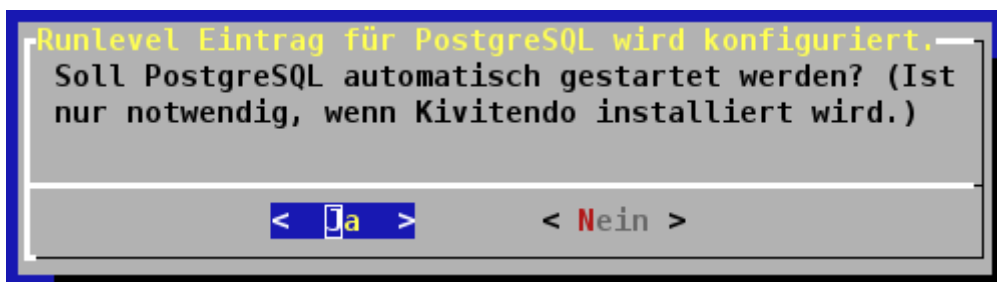 Runlevel Eintrag für PostgreSQL wird konfiguriert.
Soll PostgreSQL automatisch gestartet werden? (Ist
nur notwendig, wenn Kivitendo installiert wird.)
< Ja > < Nein >